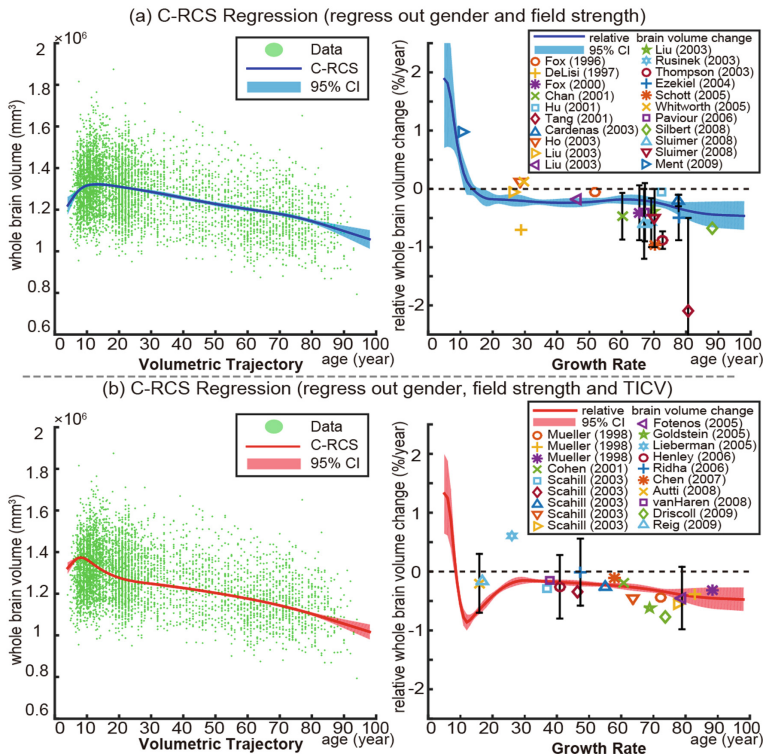 (a) C-RCS Regression (regress out gender and field strength)
×10⁶
2
1.8
1.6
1.4
1.2
1
0.8
0.6
whole brain volume (mm³)
Data
C-RCS
95% CI
0 10 20 30 40 50 60 70 80 90 100
age (year)
Volumetric Trajectory
relative whole brain volume change (%/year)
2
1
0
-1
-2
relative brain volume change
95% CI
Fox (1996)
DeLisi (1997)
Fox (2000)
Chan (2001)
Hu (2001)
Tang (2001)
Cardenas (2003)
Ho (2003)
Liu (2003)
Liu (2003)
Liu (2003)
Rusinek (2003)
Thompson (2003)
Ezekiel (2004)
Schott (2005)
Whitworth (2005)
Paviour (2006)
Silbert (2008)
Sluimer (2008)
Sluimer (2008)
Ment (2009)
0 10 20 30 40 50 60 70 80 90 100
age (year)
Growth Rate
(b) C-RCS Regression (regress out gender, field strength and TICV)
×10⁶
2
1.8
1.6
1.4
1.2
1
0.8
0.6
whole brain volume (mm³)
Data
C-RCS
95% CI
0 10 20 30 40 50 60 70 80 90 100
age (year)
Volumetric Trajectory
relative whole brain volume change (%/year)
2
1
0
-1
-2
relative brain volume change
95% CI
Mueller (1998)
Mueller (1998)
Mueller (1998)
Cohen (2001)
Scahill (2003)
Scahill (2003)
Scahill (2003)
Scahill (2003)
Scahill (2003)
Fotenos (2005)
Goldstein (2005)
Lieberman (2005)
Henley (2006)
Ridha (2006)
Chen (2007)
Autti (2008)
vanHaren (2008)
Driscoll (2009)
Reig (2009)
0 10 20 30 40 50 60 70 80 90 100
age (year)
Growth Rate